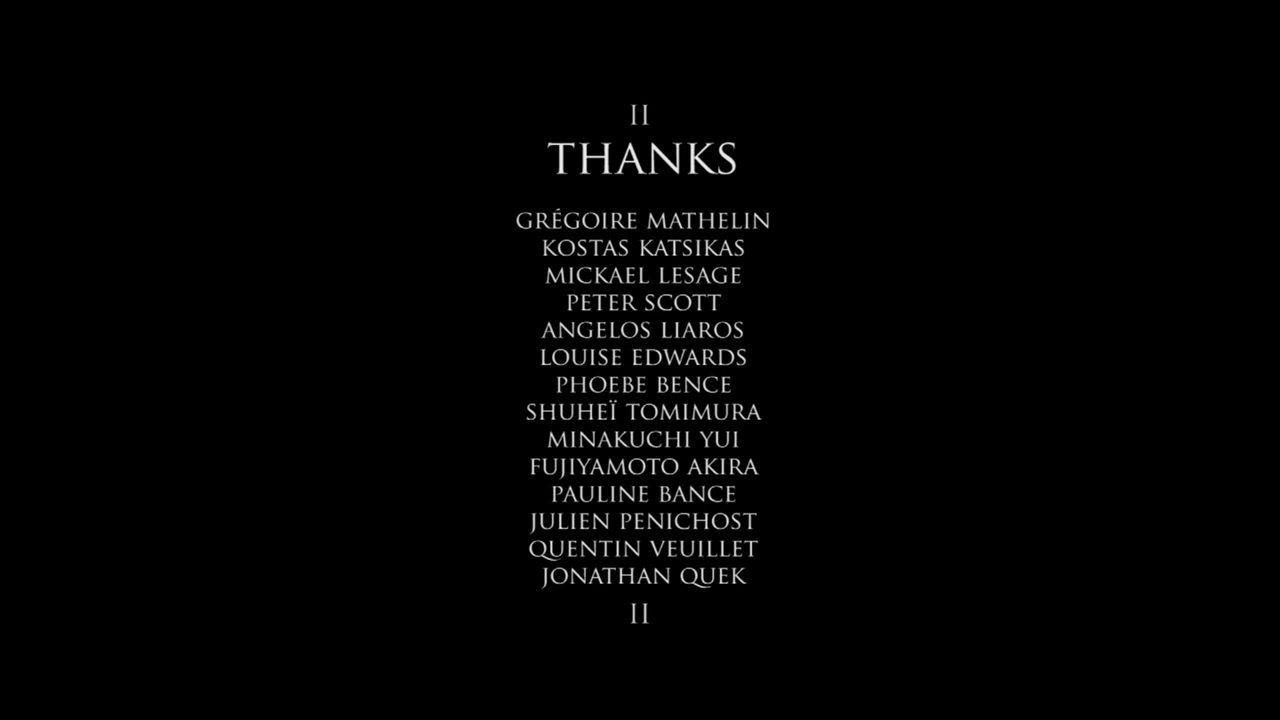 II
THANKS
GRÉGOIRE MATHELIN
KOSTAS KATSIKAS
MICKAEL LESAGE
PETER SCOTT
ANGELOS LIAROS
LOUISE EDWARDS
PHOEBE BENCE
SHUHEÏ TOMIMURA
MINAKUCHI YUI
FUJIYAMOTO AKIRA
PAULINE BANCE
JULIEN PENICHOST
QUENTIN VEUILLET
JONATHAN QUEK
II